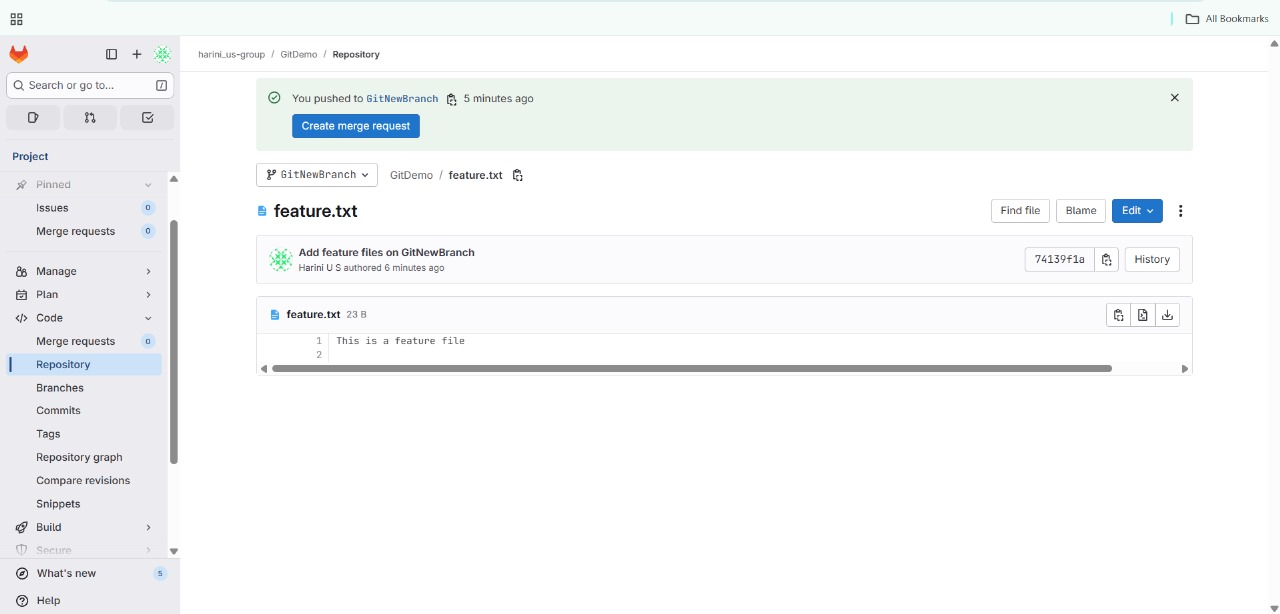 All Bookmarks
harini_us-group / GitDemo / Repository
Search or go to... /
You pushed to GitNewBranch 5 minutes ago
Create merge request
Project
Pinned
Issues 0
Merge requests 0
Manage
Plan
Code
Merge requests 0
Repository
Branches
Commits
Tags
Repository graph
Compare revisions
Snippets
Build
Secure
What's new 5
Help
GitNewBranch GitDemo / feature.txt
feature.txt Find file Blame Edit
Add feature files on GitNewBranch
Harini U S authored 6 minutes ago
74139f1a History
feature.txt 23 B
1 This is a feature file
2